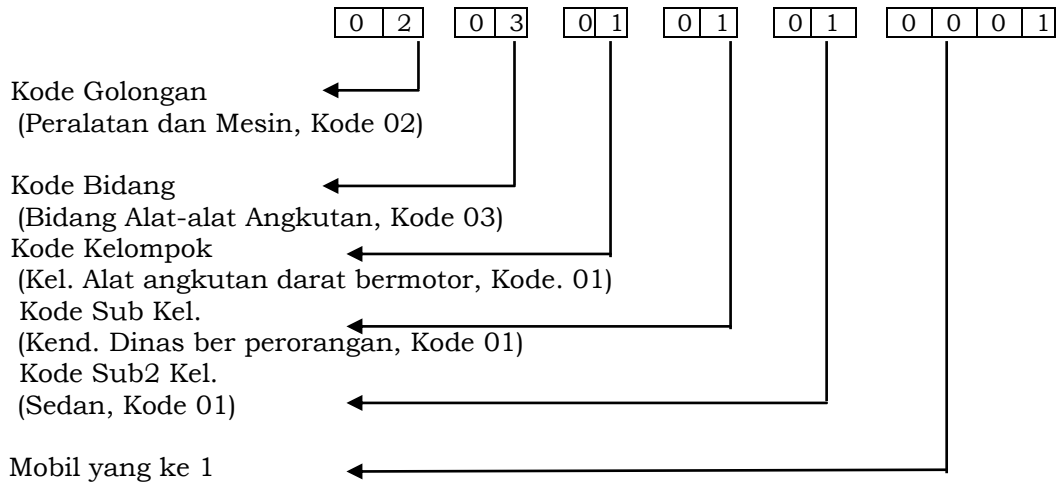 0 2 0 3 0 1 0 1 0 1 0 0 0 1
Kode Golongan
(Peralatan dan Mesin, Kode 02)
Kode Bidang
(Bidang Alat-alat Angkutan, Kode 03)
Kode Kelompok
(Kel. Alat angkutan darat bermotor, Kode. 01)
Kode Sub Kel.
(Kend. Dinas ber perorangan, Kode 01)
Kode Sub2 Kel.
(Sedan, Kode 01)
Mobil yang ke 1